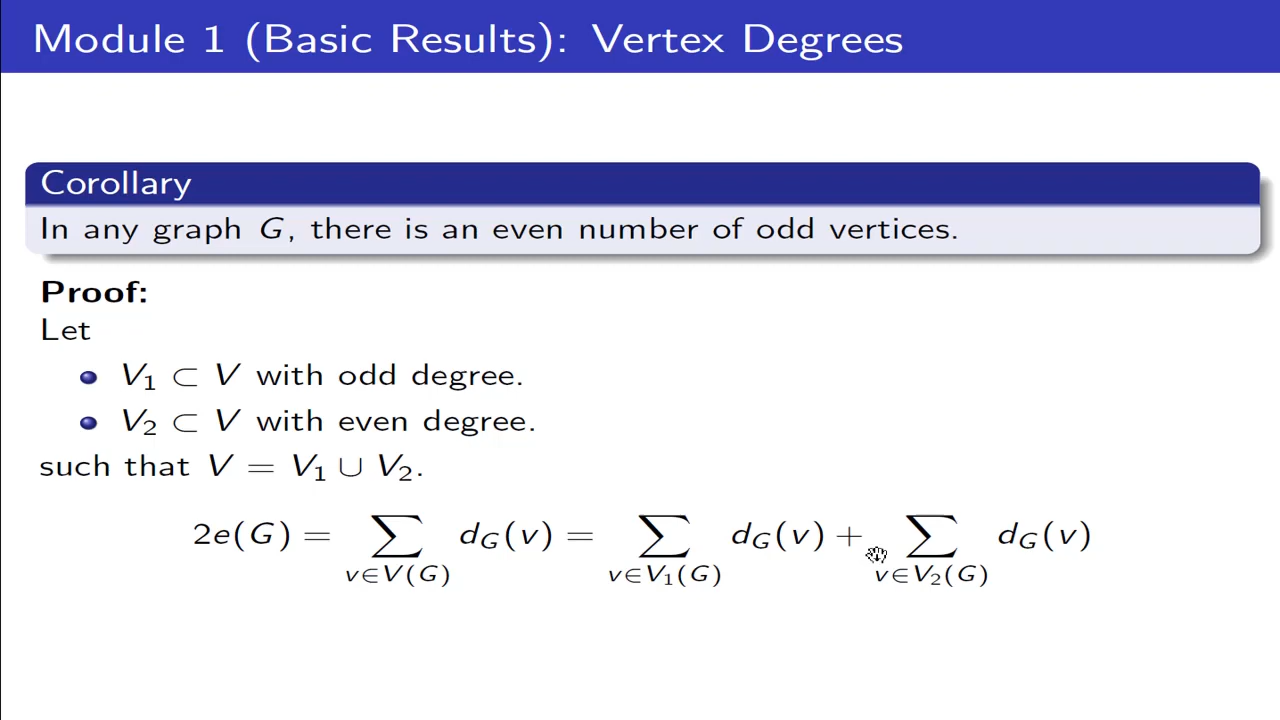 Module 1 (Basic Results): Vertex Degrees
Corollary
In any graph G, there is an even number of odd vertices.
Proof:
Let
V₁ ⊂ V with odd degree.
V₂ ⊂ V with even degree.
such that V = V₁ ∪ V₂.
2e(G) = ∑_{v∈V(G)} d_G(v) = ∑_{v∈V₁(G)} d_G(v) + ∑_{v∈V₂(G)} d_G(v)